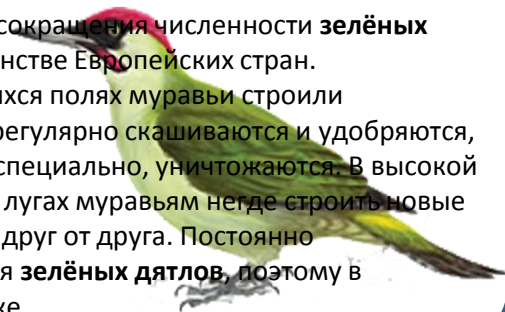 сокращения численности зелёных
нстве Европейских стран.
хся полях муравьи строили
регулярно скашиваются и удобряются,
специально, уничтожаются. В высокой
лугах муравьям негде строить новые
друг от друга. Постоянно
я зелёных дятлов, поэтому в